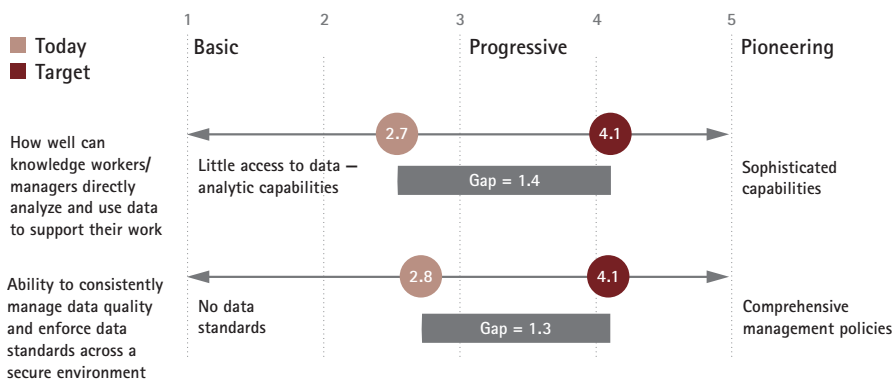 1 2 3 4 5
Today
Target
Basic Progressive Pioneering
How well can
knowledge workers/
managers directly
analyze and use data
to support their work
2.7 4.1
Little access to data —
analytic capabilities
Gap = 1.4
Sophisticated
capabilities
Ability to consistently
manage data quality
and enforce data
standards across a
secure environment
2.8 4.1
No data
standards
Gap = 1.3
Comprehensive
management policies